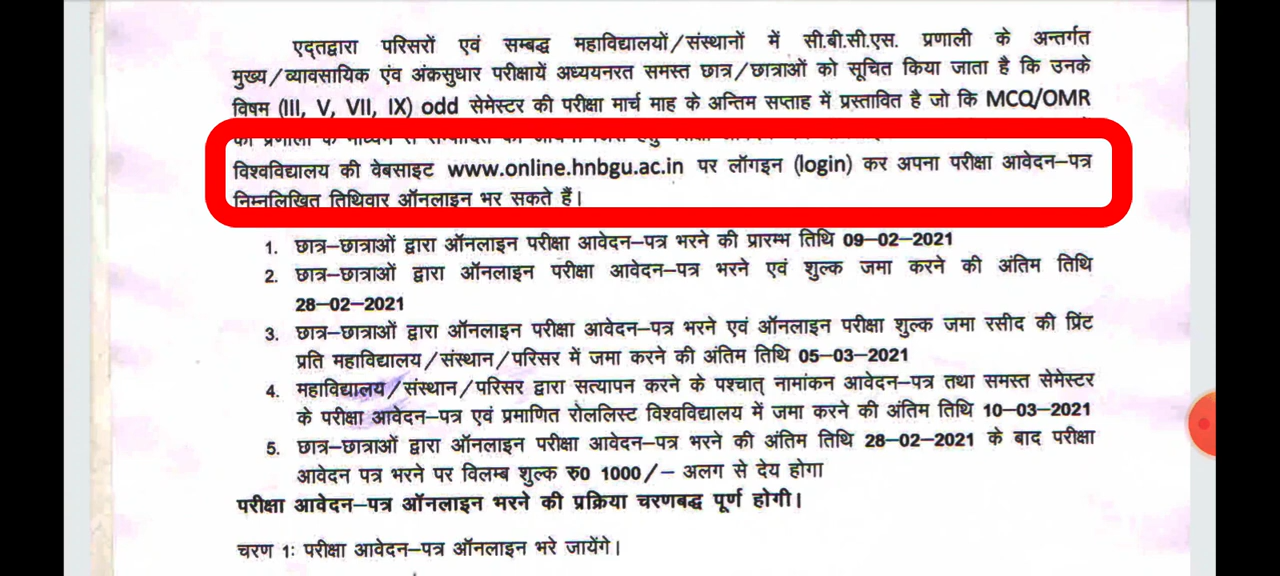 एद्तद्वारा परिसरों एवं सम्बद्ध महाविद्यालयों/संस्थानों में सी.बी.सी.एस. प्रणाली के अन्तर्गत
मुख्य/व्यावसायिक एंव अंकसुधार परीक्षायें अध्ययनरत समस्त छात्र/छात्राओं को सूचित किया जाता है कि उनके
विषम (III, V, VII, IX) odd सेमेस्टर की परीक्षा मार्च माह के अन्तिम सप्ताह में प्रस्तावित है जो कि MCQ/OMR
की प्रणाली के माध्यम से
विश्वविद्यालय की वेबसाइट www.online.hnbgu.ac.in पर लॉगइन (login) कर अपना परीक्षा आवेदन–पत्र
निम्नलिखित तिथिवार ऑनलाइन भर सकते हैं।
1. छात्र–छात्राओं द्वारा ऑनलाइन परीक्षा आवेदन–पत्र भरने की प्रारम्भ तिथि 09–02–2021
2. छात्र–छात्राओं द्वारा ऑनलाइन परीक्षा आवेदन–पत्र भरने एवं शुल्क जमा करने की अंतिम तिथि
28–02–2021
3. छात्र–छात्राओं द्वारा ऑनलाइन परीक्षा आवेदन–पत्र भरने एवं ऑनलाइन परीक्षा शुल्क जमा रसीद की प्रिंट
प्रति महाविद्यालय/संस्थान/परिसर में जमा करने की अंतिम तिथि 05–03–2021
4. महाविद्यालय/संस्थान/परिसर द्वारा सत्यापन करने के पश्चात् नामांकन आवेदन–पत्र तथा समस्त सेमेस्टर
के परीक्षा आवेदन–पत्र एवं प्रमाणित रोललिस्ट विश्वविद्यालय में जमा करने की अंतिम तिथि 10–03–2021
5. छात्र–छात्राओं द्वारा ऑनलाइन परीक्षा आवेदन–पत्र भरने की अंतिम तिथि 28–02–2021 के बाद परीक्षा
आवेदन पत्र भरने पर विलम्ब शुल्क रु0 1000/– अलग से देय होगा
परीक्षा आवेदन–पत्र ऑनलाइन भरने की प्रक्रिया चरणबद्ध पूर्ण होगी।
चरण 1: परीक्षा आवेदन–पत्र ऑनलाइन भरे जायेंगे।